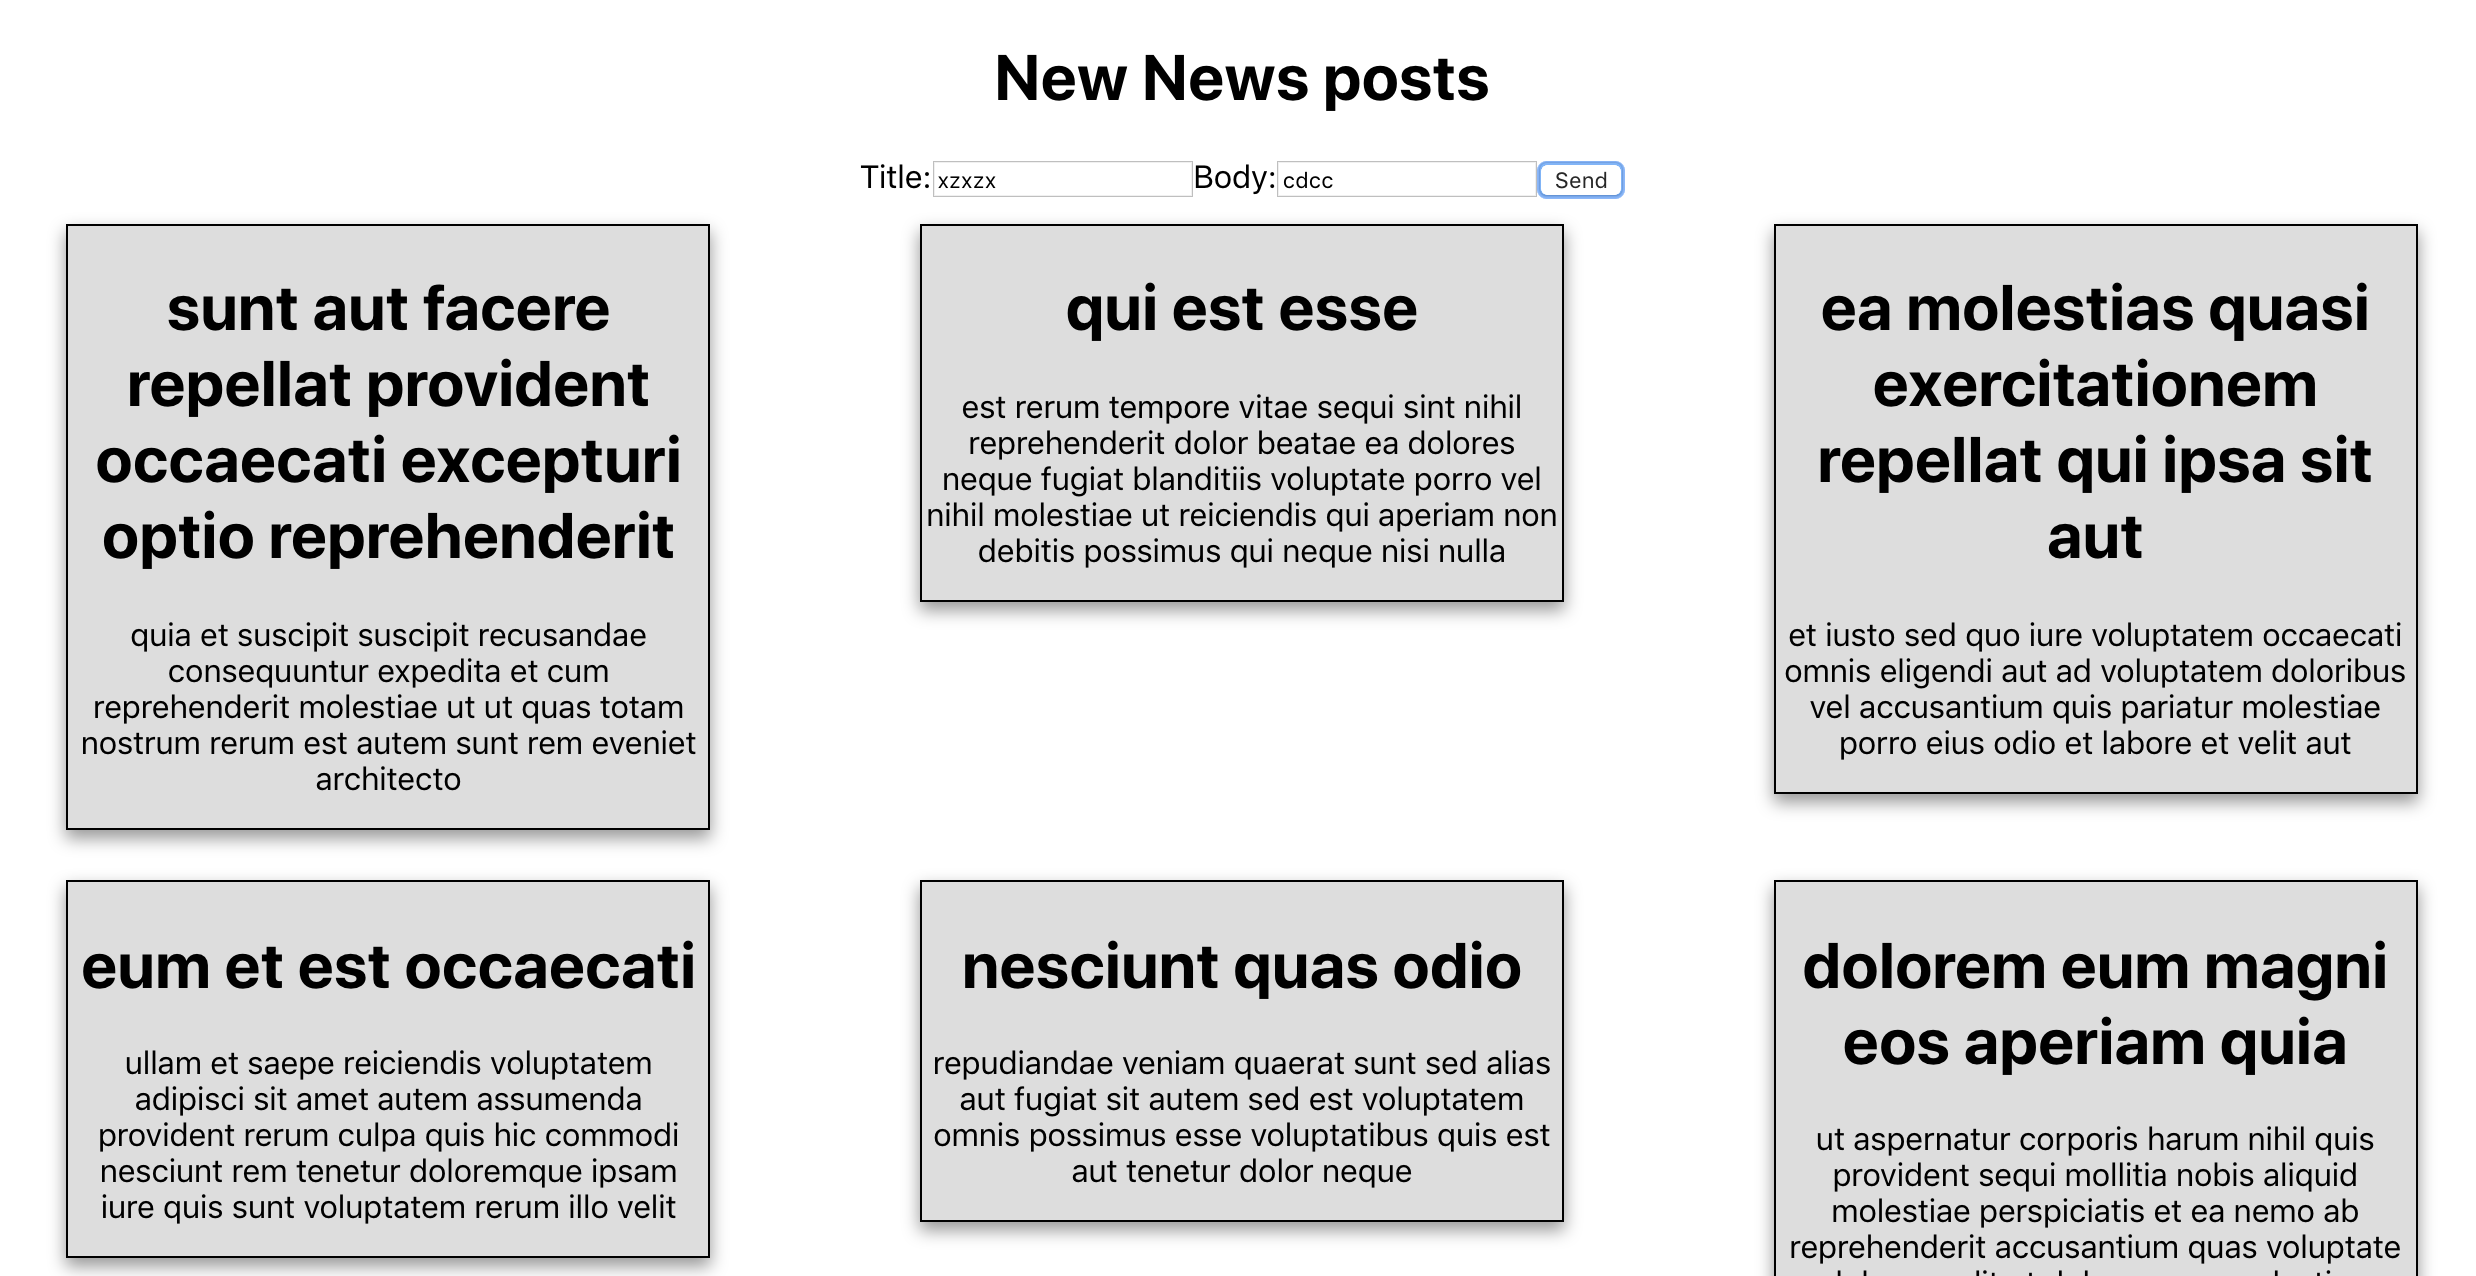 New News posts
Title: xzxzx Body: cdcc Send
sunt aut facere
repellat provident
occaecati excepturi
optio reprehenderit
quia et suscipit suscipit recusandae
consequuntur expedita et cum
reprehenderit molestiae ut ut quas totam
nostrum rerum est autem sunt rem eveniet
architecto
qui est esse
est rerum tempore vitae sequi sint nihil
reprehenderit dolor beatae ea dolores
neque fugiat blanditiis voluptate porro vel
nihil molestiae ut reiciendis qui aperiam non
debitis possimus qui neque nisi nulla
ea molestias quasi
exercitationem
repellat qui ipsa sit
aut
et iusto sed quo iure voluptatem occaecati
omnis eligendi aut ad voluptatem doloribus
vel accusantium quis pariatur molestiae
porro eius odio et labore et velit aut
eum et est occaecati
ullam et saepe reiciendis voluptatem
adipisci sit amet autem assumenda
provident rerum culpa quis hic commodi
nesciunt rem tenetur doloremque ipsam
iure quis sunt voluptatem rerum illo velit
nesciunt quas odio
repudiandae veniam quaerat sunt sed alias
aut fugiat sit autem sed est voluptatem
omnis possimus esse voluptatibus quis est
aut tenetur dolor neque
dolorem eum magni
eos aperiam quia
ut aspernatur corporis harum nihil quis
provident sequi mollitia nobis aliquid
molestiae perspiciatis et ea nemo ab
reprehenderit accusantium quas voluptate